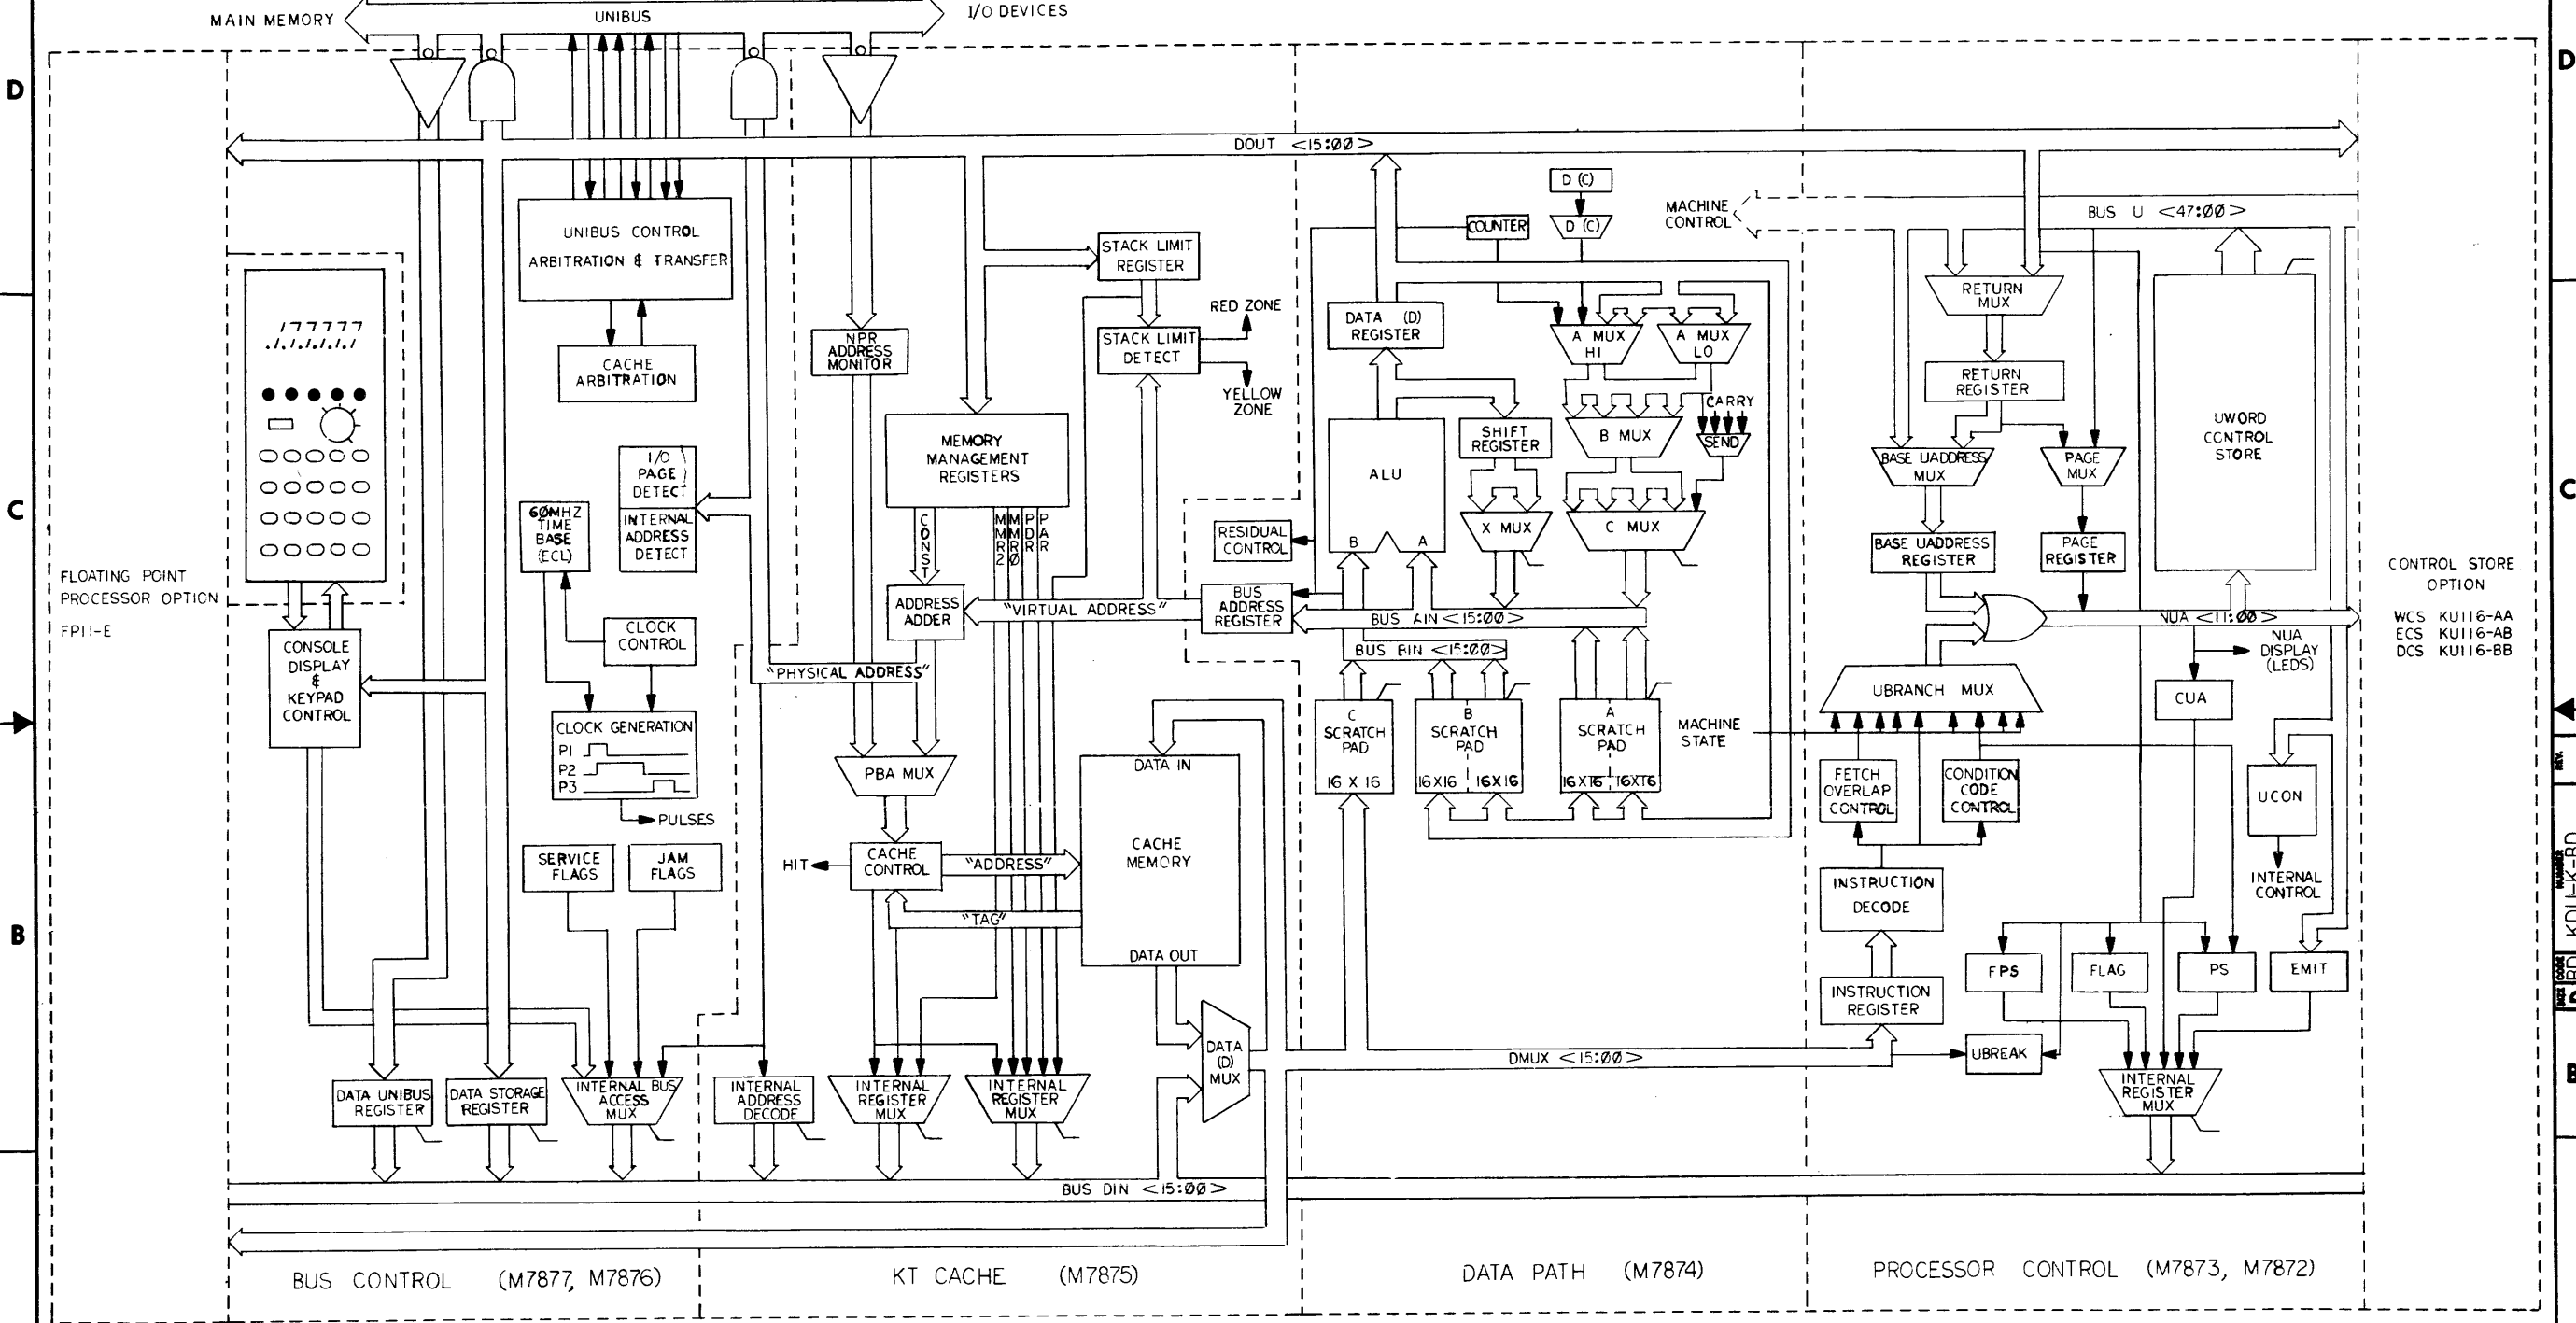 MAIN MEMORY
UNIBUS
I/O DEVICES
D
D
DOUT <15:00>
MACHINE
CONTROL
BUS U <47:00>
D (C)
D (C)
COUNTER
UNIBUS CONTROL
ARBITRATION & TRANSFER
STACK LIMIT
REGISTER
RED ZONE
STACK LIMIT
DETECT
YELLOW
ZONE
177777
CACHE
ARBITRATION
NPR
ADDRESS
MONITOR
DATA (D)
REGISTER
A MUX
HI
A MUX
LO
RETURN
MUX
RETURN
REGISTER
UWORD
CONTROL
STORE
MEMORY
MANAGEMENT
REGISTERS
ALU
B A
SHIFT
REGISTER
B MUX
CARRY
SEND
BASE UADDRESS
MUX
PAGE
MUX
C
C
I/O
PAGE
DETECT
INTERNAL
ADDRESS
DETECT
60MHZ
TIME
BASE
(ECL)
CONST
MMR2
MMR0
PDR
PAR
RESIDUAL
CONTROL
X MUX
C MUX
BASE UADDRESS
REGISTER
PAGE
REGISTER
FLOATING POINT
PROCESSOR OPTION
FP11-E
CONTROL STORE
OPTION
WCS KU116-AA
ECS KU116-AB
DCS KU116-BB
CLOCK
CONTROL
ADDRESS
ADDER
"VIRTUAL ADDRESS"
BUS
ADDRESS
REGISTER
BUS AIN <15:00>
BUS BIN <15:00>
NUA <11:00>
NUA
DISPLAY
(LEDS)
CONSOLE
DISPLAY
&
KEYPAD
CONTROL
"PHYSICAL ADDRESS"
UBRANCH MUX
CUA
CLOCK GENERATION
P1
P2
P3
PULSES
PBA MUX
DATA IN
CACHE
MEMORY
DATA OUT
C
SCRATCH
PAD
16 X 16
B
SCRATCH
PAD
16X16 16X16
A
SCRATCH
PAD
16X16 16X16
MACHINE
STATE
FETCH
OVERLAP
CONTROL
CONDITION
CODE
CONTROL
UCON
INTERNAL
CONTROL
SERVICE
FLAGS
JAM
FLAGS
HIT
CACHE
CONTROL
"ADDRESS"
"TAG"
INSTRUCTION
DECODE
REV.
NUMBER
KD11-K-BD
SIZE CODE
D BD
B
B
INSTRUCTION
REGISTER
FPS
FLAG
PS
EMIT
UBREAK
DMUX <15:00>
DATA
(D)
MUX
DATA UNIBUS
REGISTER
DATA STORAGE
REGISTER
INTERNAL BUS
ACCESS
MUX
INTERNAL
ADDRESS
DECODE
INTERNAL
REGISTER
MUX
INTERNAL
REGISTER
MUX
INTERNAL
REGISTER
MUX
BUS DIN <15:00>
BUS CONTROL (M7877, M7876)
KT CACHE (M7875)
DATA PATH (M7874)
PROCESSOR CONTROL (M7873, M7872)